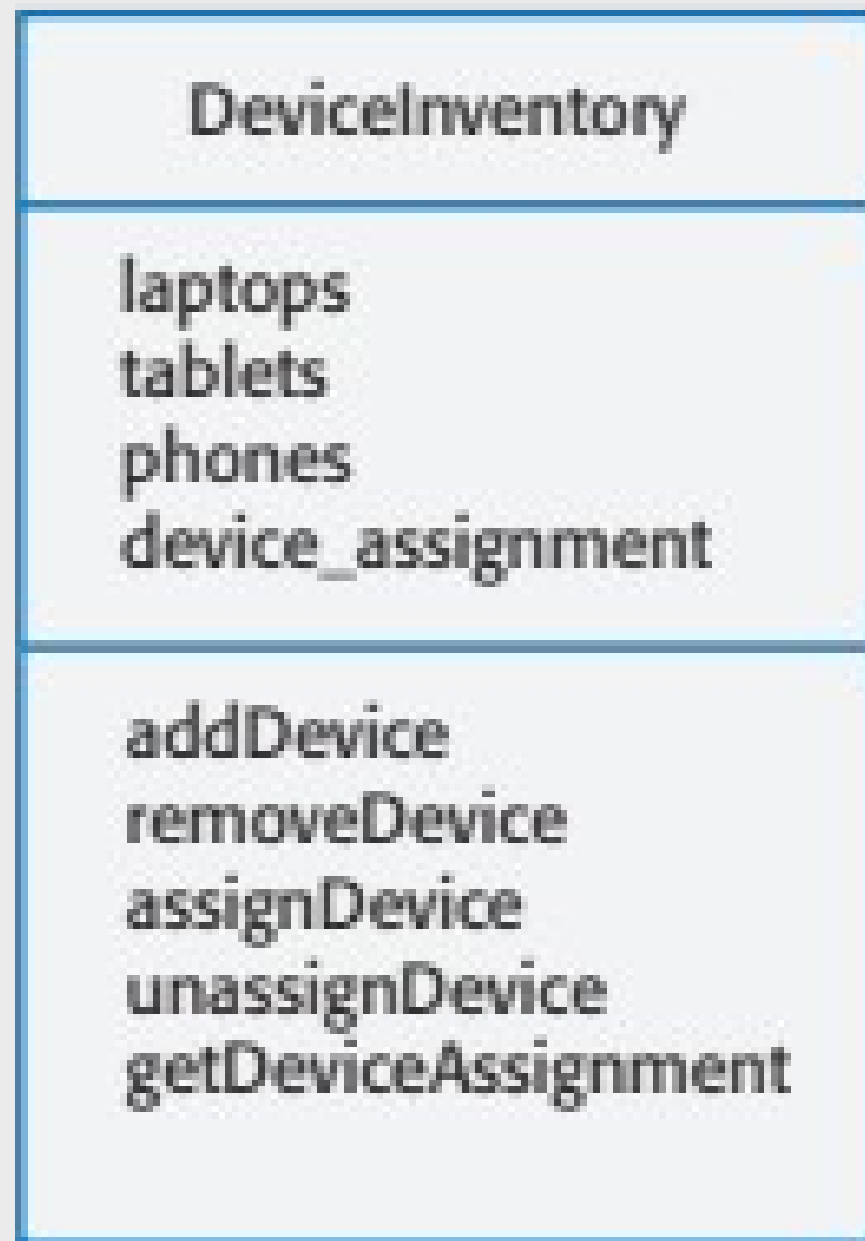 DeviceInventory
laptops
tablets
phones
device_assignment
addDevice
removeDevice
assignDevice
unassignDevice
getDeviceAssignment